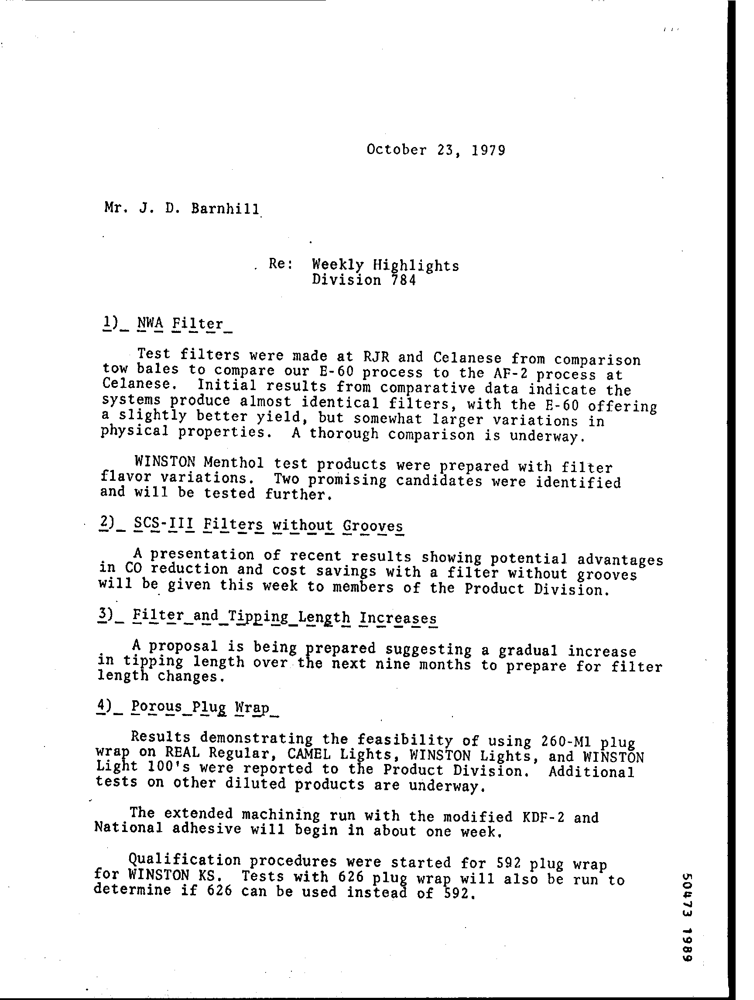 October 23, 1979
Mr. J. D. Barnhill
Re: Weekly Highlights
Division 784
1) NWA Filter
Test filters were made at RJR and Celanese from comparison
tow bales to compare our E-60 process to the AF-2 process at
Celanese. Initial results from comparative data indicate the
systems produce almost identical filters, with the E-60 offering
a slightly better yield, but somewhat larger variations in
physical properties. A thorough comparison is underway.
WINSTON Menthol test products were prepared with filter
flavor variations. Two promising candidates were identified
and will be tested further.
2) SCS-III Filters without Grooves
A presentation of recent results showing potential advantages
in CO reduction and cost savings with a filter without grooves
will be given this week to members of the Product Division.
3) Filter and Tipping Length Increases
A proposal is being prepared suggesting a gradual increase
in tipping length over the next nine months to prepare for filter
length changes.
4) Porous Plug Wrap
Results demonstrating the feasibility of using 260-M1 plug
wrap on REAL Regular, CAMEL Lights, WINSTON Lights, and WINSTON
Light 100's were reported to the Product Division. Additional
tests on other diluted products are underway.
The extended machining run with the modified KDF-2 and
National adhesive will begin in about one week.
Qualification procedures were started for 592 plug wrap
for WINSTON KS. Tests with 626 plug wrap will also be run to
determine if 626 can be used instead of 592.
50473 1989